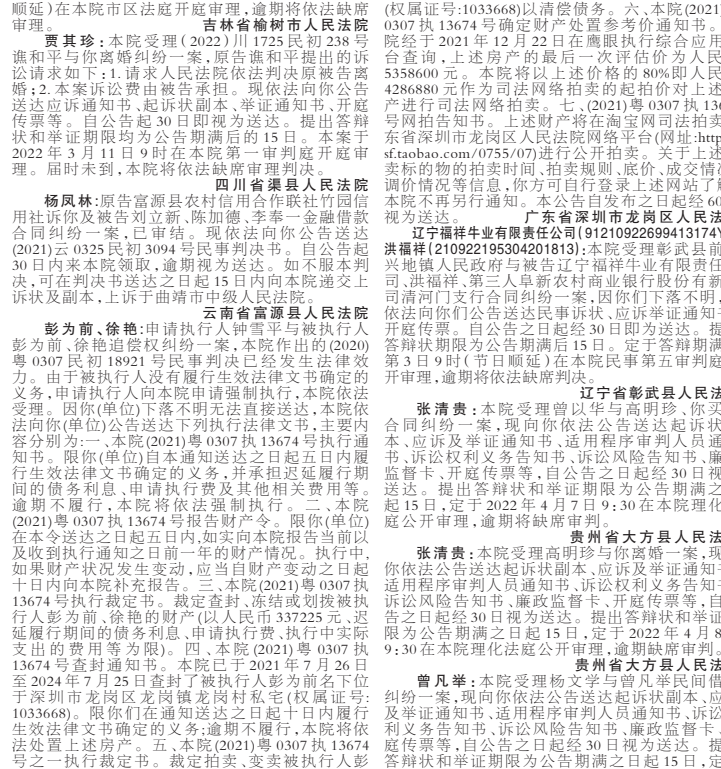 顺延)在本院市区法庭开庭审理,逾期将依法缺席
审理。 吉林省榆树市人民法院
贾其珍:本院受理(2022)川1725民初238号
谯和平与你离婚纠纷一案,原告谯和平提出的诉
讼请求如下:1.请求人民法院依法判决原被告离
婚;2.本案诉讼费由被告承担。现依法向你公告
送达应诉通知书、起诉状副本、举证通知书、开庭
传票等。自公告起30日即视为送达。提出答辩
状和举证期限均为公告期满后的15日。本案于
2022年3月11日9时在本院第一审判庭开庭审
理。届时未到,本院将依法缺席审理判决。
四川省渠县人民法院
杨凤林:原告富源县农村信用合作联社竹园信
用社诉你及被告刘立新、陈加德、李奉一金融借款
合同纠纷一案,已审结。现依法向你公告送达
(2021)云0325民初3094号民事判决书。自公告起
30日内来本院领取,逾期视为送达。如不服本判
决,可在判决书送达之日起15日内向本院递交上
诉状及副本,上诉于曲靖市中级人民法院。
云南省富源县人民法院
彭为前、徐艳:申请执行人钟雪平与被执行人
彭为前、徐艳追偿权纠纷一案,本院作出的(2020)
粤0307民初18921号民事判决已经发生法律效
力。由于被执行人没有履行生效法律文书确定的
义务,申请执行人向本院申请强制执行,本院依法
受理。因你(单位)下落不明无法直接送达,本院依
法向你(单位)公告送达下列执行法律文书,主要内
容分别为:一、本院(2021)粤0307执13674号执行通
知书。限你(单位)自本通知送达之日起五日内履
行生效法律文书确定的义务,并承担迟延履行期
间的债务利息、申请执行费及其他相关费用等。
逾期不履行,本院将依法强制执行。二、本院
(2021)粤0307执13674号报告财产令。限你(单位)
在本令送达之日起五日内,如实向本院报告当前以
及收到执行通知之日前一年的财产情况。执行中,
如果财产状况发生变动,应当自财产变动之日起
十日内向本院补充报告。三、本院(2021)粤0307执
13674号执行裁定书。裁定查封、冻结或划拨被执
行人彭为前、徐艳的财产(以人民币337225元、迟
延履行期间的债务利息、申请执行费、执行中实际
支出的费用等为限)。四、本院(2021)粤0307执
13674号查封通知书。本院已于2021年7月26日
至2024年7月25日查封了被执行人彭为前名下位
于深圳市龙岗区龙岗镇龙岗村私宅(权属证号:
1033668)。限你们在通知送达之日起十日内履行
生效法律文书确定的义务;逾期不履行,本院将依
法处置上述房产。五、本院(2021)粤0307执13674
号之一执行裁定书。裁定拍卖、变卖被执行人彭
(权属证号:1033668)以清偿债务。六、本院(2021)
0307执13674号确定财产处置参考价通知书。
院经于2021年12月22日在鹰眼执行综合应用
台查询,上述房产的最后一次评估价为人民
5358600元。本院将以上述价格的80%即人民
4286880元作为司法网络拍卖的起拍价对上述
产进行司法网络拍卖。七、(2021)粤0307执136
号网拍告知书。上述财产将在淘宝网司法拍卖
东省深圳市龙岗区人民法院网络平台(网址:http
sf.taobao.com/0755/07)进行公开拍卖。关于上述
卖标的物的拍卖时间、拍卖规则、底价、成交情况
调价情况等信息,你方可自行登录上述网站了解
本院不再另行通知。本公告自发布之日起经60
视为送达。 广东省深圳市龙岗区人民法
辽宁福祥牛业有限责任公司(91210922699413174Y
洪福祥(210922195304201813):本院受理彰武县前
兴地镇人民政府与被告辽宁福祥牛业有限责任
司、洪福祥、第三人阜新农村商业银行股份有新
司清河门支行合同纠纷一案,因你们下落不明,
依法向你们公告送达民事诉状、应诉举证通知书
开庭传票。自公告之日起经30日即为送达。提
答辩状期限为公告期满后15日。定于答辩期满
第3日9时(节日顺延)在本院民事第五审判庭
开审理,逾期将依法缺席判决。
辽宁省彰武县人民法
张清贵:本院受理曾以华与高明珍、你买
合同纠纷一案,现向你依法公告送达起诉状
本、应诉及举证通知书、适用程序审判人员通
书、诉讼权利义务告知书、诉讼风险告知书、廉
监督卡、开庭传票等,自公告之日起经30日视
送达。提出答辩状和举证期限为公告期满之
起15日,定于2022年4月7日9:30在本院理化
庭公开审理,逾期将缺席审判。
贵州省大方县人民法
张清贵:本院受理高明珍与你离婚一案,现
你依法公告送达起诉状副本、应诉及举证通知书
适用程序审判人员通知书、诉讼权利义务告知书
诉讼风险告知书、廉政监督卡、开庭传票等,自
告之日起经30日视为送达。提出答辩状和举证
限为公告期满之日起15日,定于2022年4月8
9:30在本院理化法庭公开审理,逾期缺席审判。
贵州省大方县人民法
曾凡举:本院受理杨文学与曾凡举民间借
纠纷一案,现向你依法公告送达起诉状副本、应
及举证通知书、适用程序审判人员通知书、诉讼
利义务告知书、诉讼风险告知书、廉政监督卡、
庭传票等,自公告之日起经30日视为送达。提
答辩状和举证期限为公告期满之日起15日,定